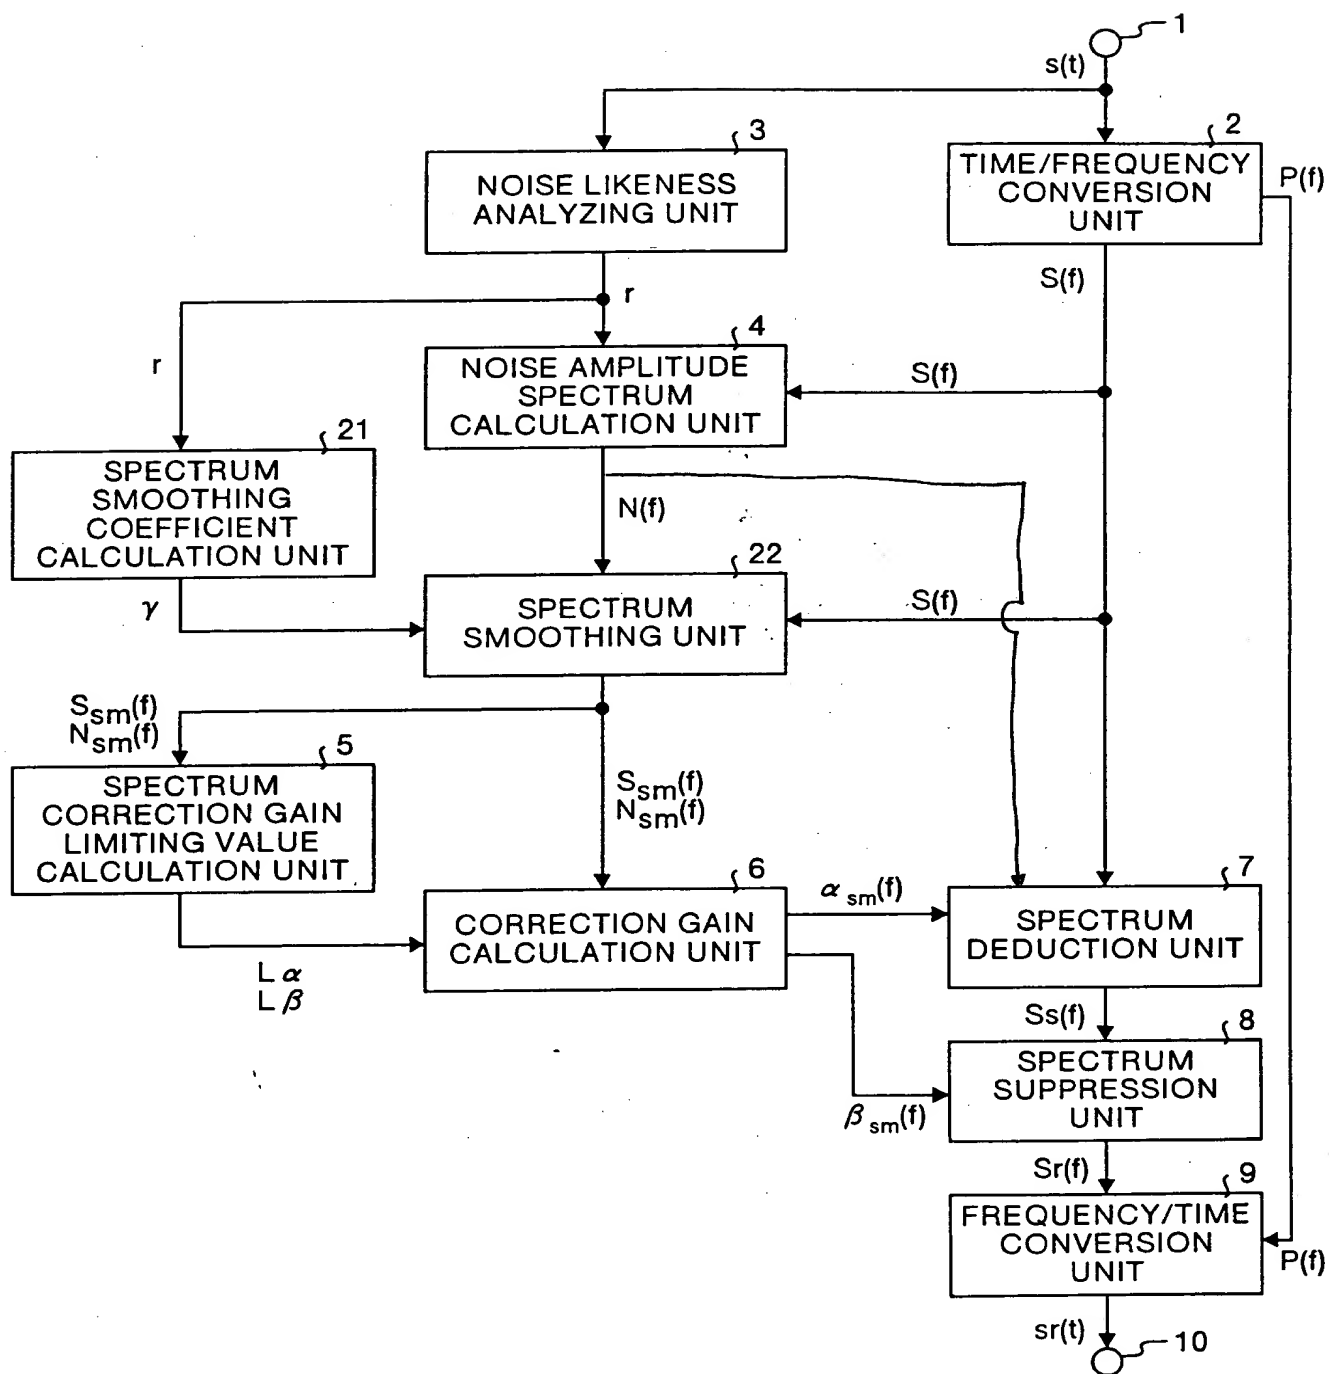 1
s(t)
3
2
NOISE LIKENESS
ANALYZING UNIT
TIME/FREQUENCY
CONVERSION
UNIT
P(f)
S(f)
r
r
4
NOISE AMPLITUDE
SPECTRUM
CALCULATION UNIT
S(f)
21
SPECTRUM
SMOOTHING
COEFFICIENT
CALCULATION UNIT
N(f)
γ
22
SPECTRUM
SMOOTHING UNIT
S(f)
Ssm(f)
Nsm(f)
5
SPECTRUM
CORRECTION GAIN
LIMITING VALUE
CALCULATION UNIT
Ssm(f)
Nsm(f)
6
CORRECTION GAIN
CALCULATION UNIT
αsm(f)
7
SPECTRUM
DEDUCTION UNIT
Lα
Lβ
Ss(f)
8
SPECTRUM
SUPPRESSION
UNIT
βsm(f)
Sr(f)
9
FREQUENCY/TIME
CONVERSION
UNIT
P(f)
sr(t)
10